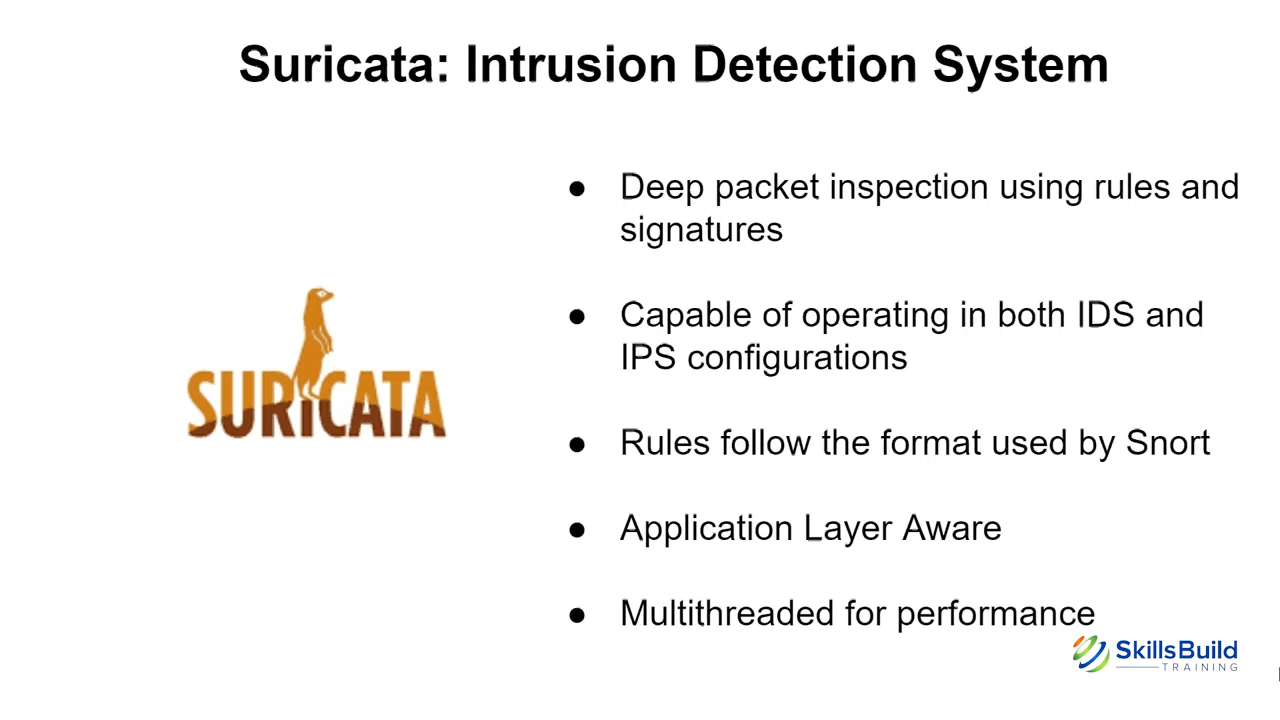 Suricata: Intrusion Detection System
● Deep packet inspection using rules and
signatures
● Capable of operating in both IDS and
IPS configurations
SURICATA
● Rules follow the format used by Snort
● Application Layer Aware
● Multithreaded for performance
SkillsBuild
TRAINING